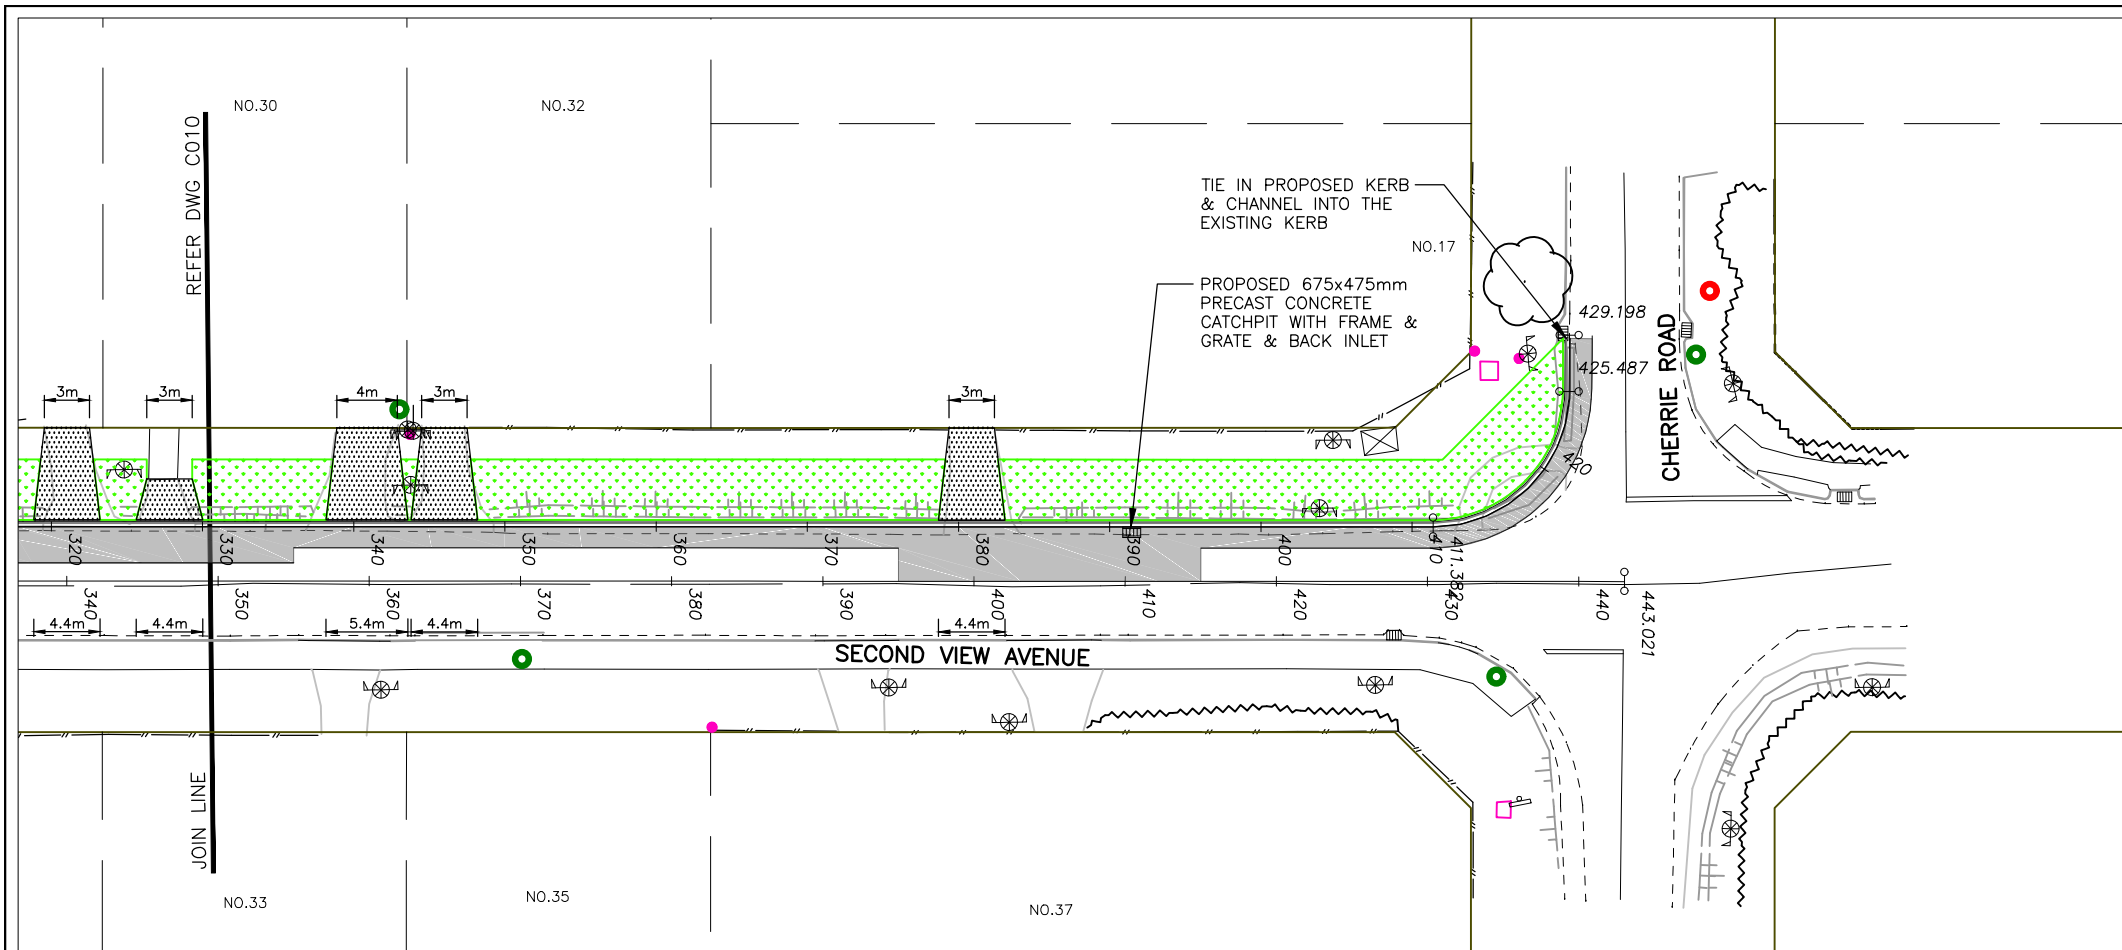 NO.30
NO.32
REFER DWG C010
TIE IN PROPOSED KERB
& CHANNEL INTO THE
EXISTING KERB
NO.17
PROPOSED 675x475mm
PRECAST CONCRETE
CATCHPIT WITH FRAME &
GRATE & BACK INLET
429.198
425.487
CHERRIE ROAD
3m
3m
4m
3m
3m
420
320
330
340
350
360
370
380
390
400
410
411.382
340
350
360
370
380
390
400
410
420
430
440
443.021
4.4m
4.4m
5.4m
4.4m
4.4m
SECOND VIEW AVENUE
JOIN LINE
NO.33
NO.35
NO.37